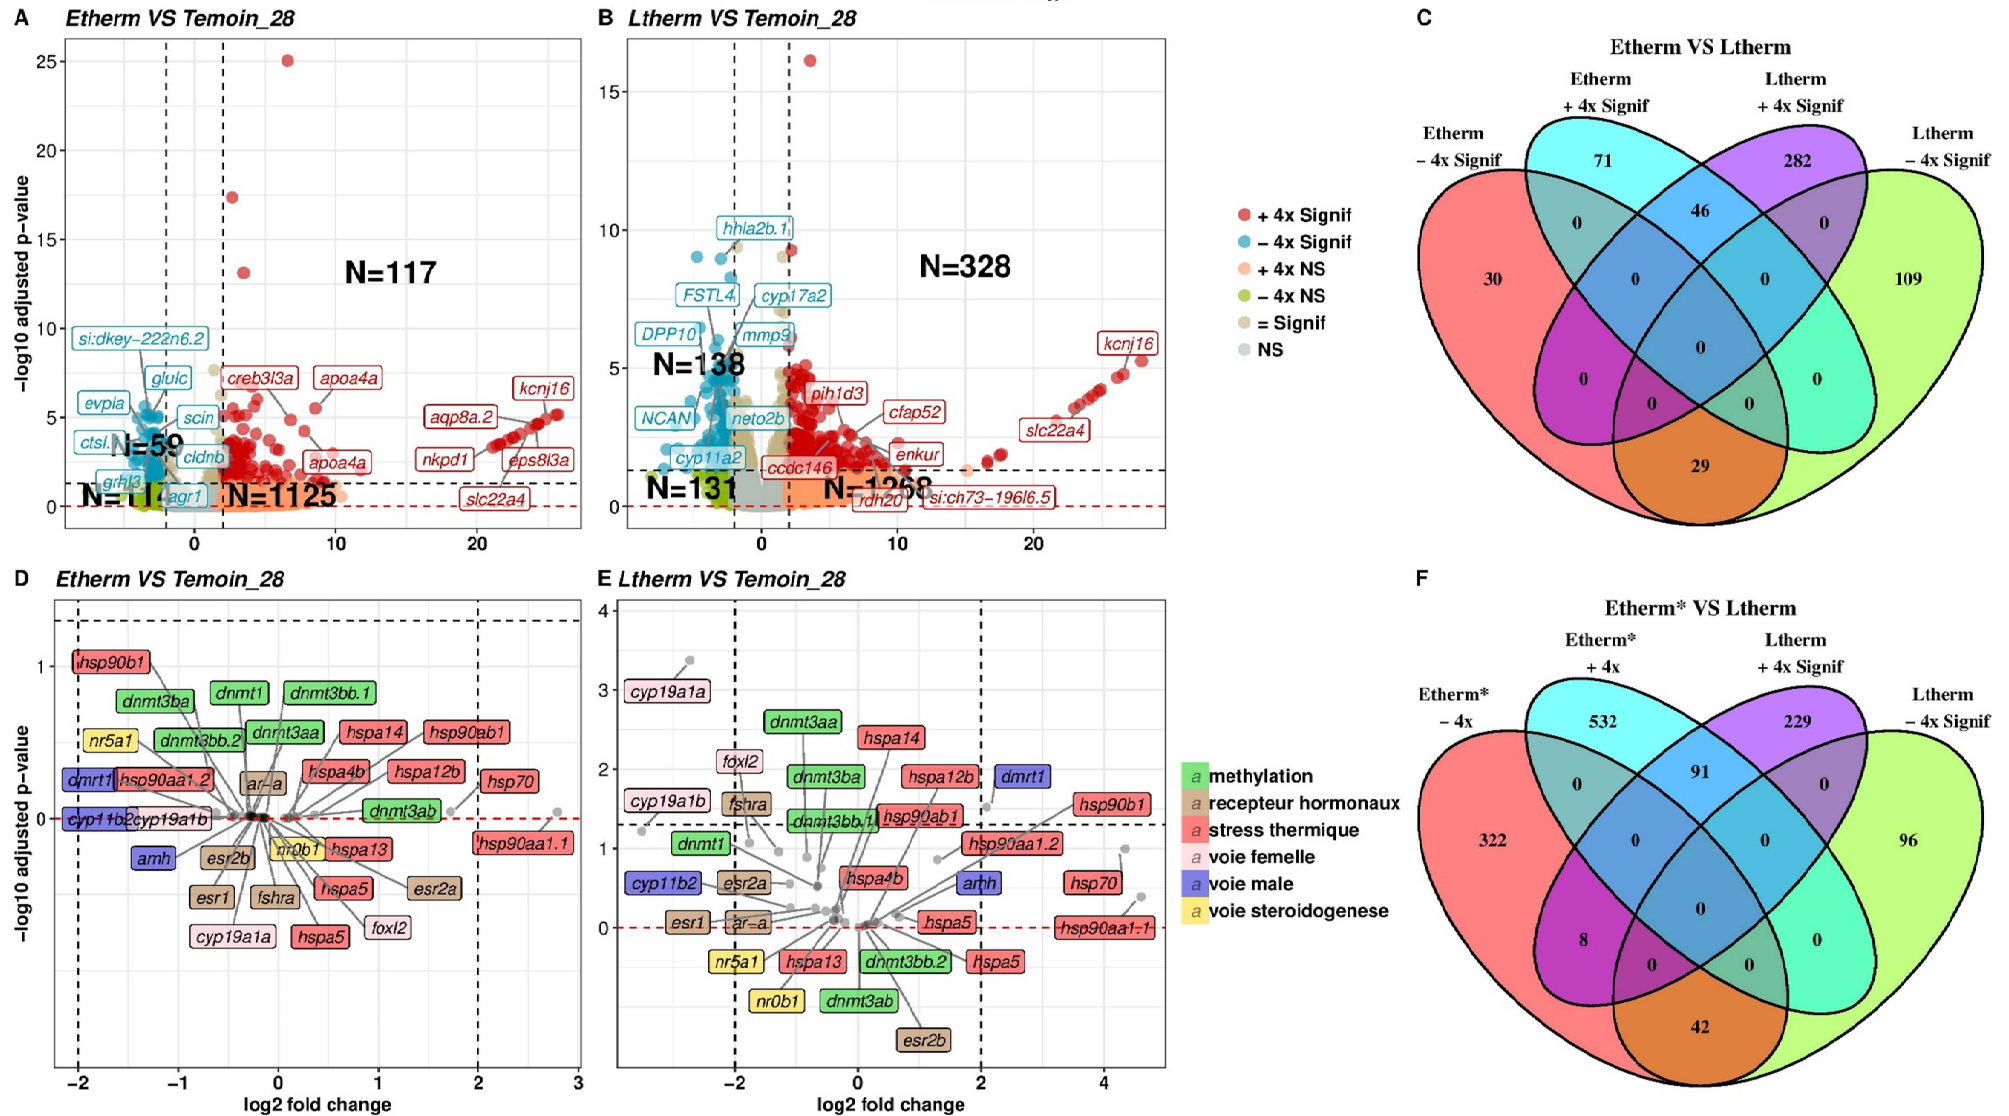 A Etherm VS Temoin_28
−log10 adjusted p−value
25
20
15
10
5
0
0
10
20
N=117
N=59
N=1125
si:dkey−222n6.2
glulc
evpla
scin
ctsl.
cldnb
grhl3
agr1
creb3l3a
apoa4a
kcnj16
aqp8a.2
nkpd1
eps8l3a
apoa4a
slc22a4
B Ltherm VS Temoin_28
15
10
5
0
0
10
20
N=328
N=138
N=131
N=1268
hhla2b.1
FSTL4
cyp17a2
DPP10
mmp9
NCAN
neto2b
cyp11a2
kcnj16
pih1d3
cfap52
slc22a4
enkur
ccdc146
rdh20
si:ch73−196l6.5
+ 4x Signif
− 4x Signif
+ 4x NS
− 4x NS
= Signif
NS
C
Etherm VS Ltherm
Etherm
+ 4x Signif
Ltherm
+ 4x Signif
Etherm
− 4x Signif
Ltherm
− 4x Signif
71
282
0
46
0
30
0
0
109
0
0
0
0
0
29
D Etherm VS Temoin_28
−log10 adjusted p−value
1
0
−2
−1
0
1
2
3
log2 fold change
hsp90b1
dnmt3ba
dnmt1
dnmt3bb.1
nr5a1
dnmt3bb.2
dnmt3aa
hspa14
hsp90ab1
dmrt1
hsp90aa1.2
ar−a
hspa4b
hspa12b
hsp70
cyp11b2
cyp19a1b
dnmt3ab
amh
esr2b
nr0b1
hspa13
hsp90aa1.1
esr1
fshra
hspa5
esr2a
cyp19a1a
hspa5
foxl2
E Ltherm VS Temoin_28
4
3
2
1
0
−2
0
2
4
log2 fold change
cyp19a1a
dnmt3aa
hspa14
foxl2
dnmt3ba
hspa12b
dmrt1
cyp19a1b
fshra
dnmt3bb.1
hsp90ab1
hsp90b1
dnmt1
hsp90aa1.2
cyp11b2
esr2a
hspa4b
amh
hsp70
esr1
ar−a
hspa5
hsp90aa1.1
nr5a1
hspa13
dnmt3bb.2
hspa5
nr0b1
dnmt3ab
esr2b
a methylation
a recepteur hormonaux
a stress thermique
a voie femelle
a voie male
a voie steroidogenese
F
Etherm* VS Ltherm
Etherm*
+ 4x
Ltherm
+ 4x Signif
Etherm*
− 4x
Ltherm
− 4x Signif
532
229
0
91
0
322
0
0
96
0
8
0
0
0
42